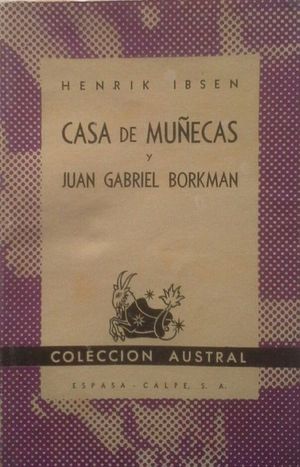 HENRIK IBSEN
CASA DE MUÑECAS
Y
JUAN GABRIEL BORKMAN
COLECCION AUSTRAL
ESPASA - CALPE, S. A.